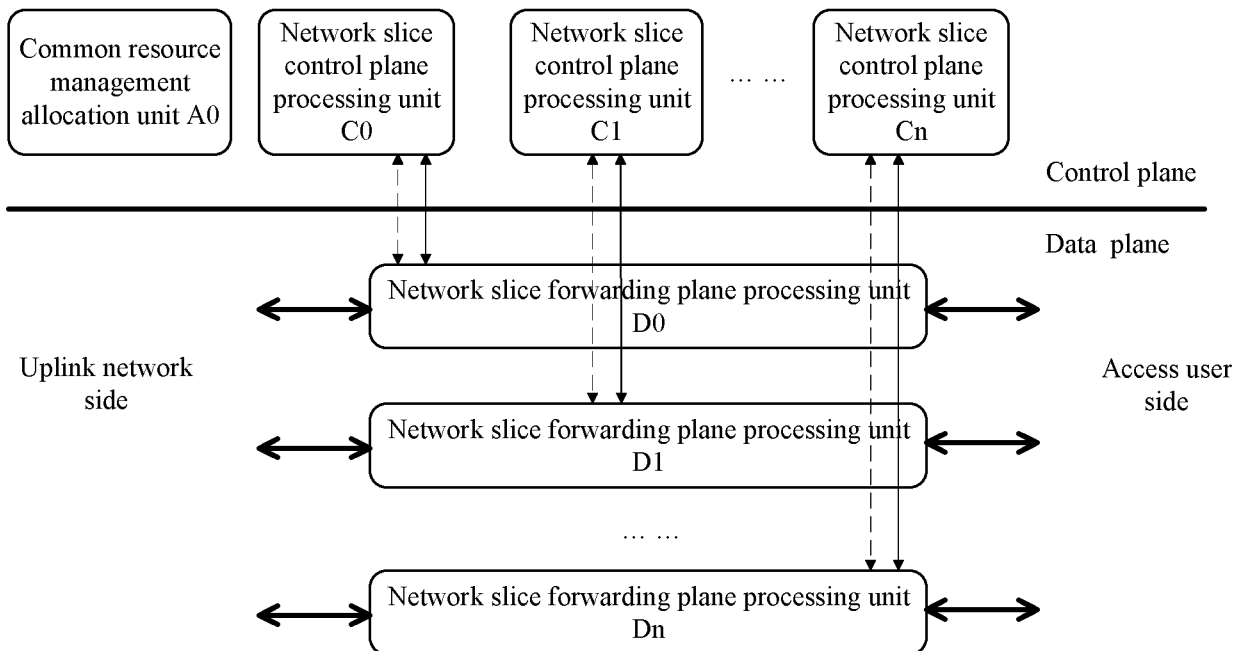 Common resource
management
allocation unit A0
Network slice
control plane
processing unit
C0
Network slice
control plane
processing unit
C1
... ...
Network slice
control plane
processing unit
Cn
Control plane
Data plane
Network slice forwarding plane processing unit
D0
Uplink network
side
Access user
side
Network slice forwarding plane processing unit
D1
... ...
Network slice forwarding plane processing unit
Dn